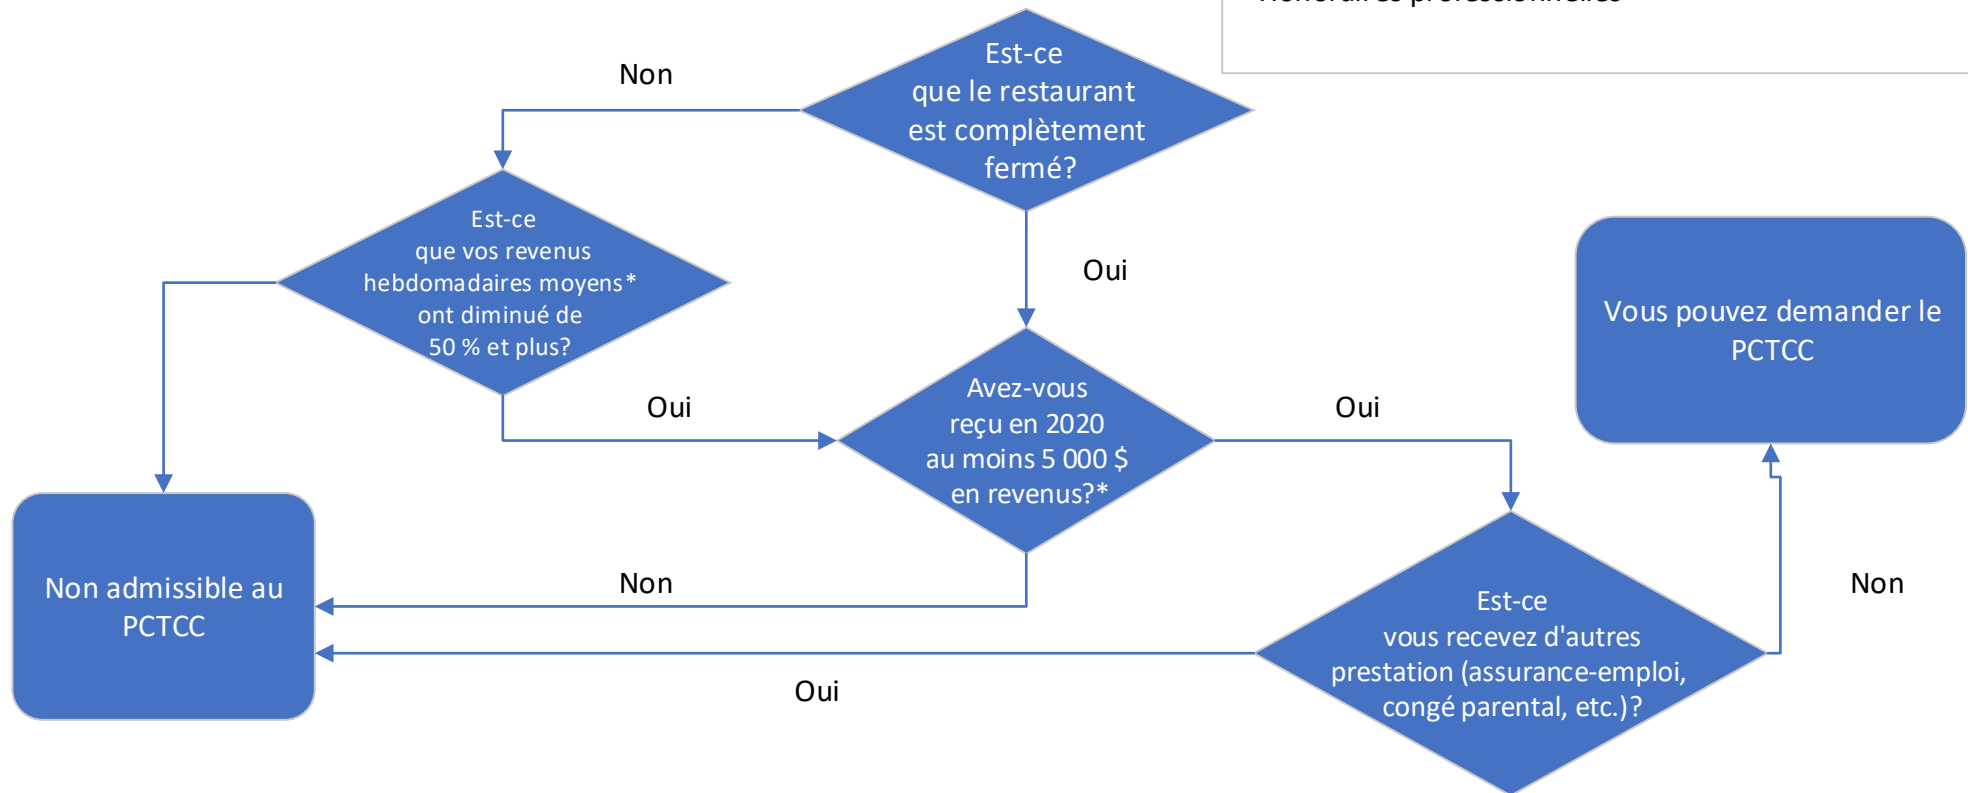 Est-ce
que le restaurant
est complètement
fermé?
Non
Est-ce
que vos revenus
hebdomadaires moyens*
ont diminué de
50 % et plus?
Oui
Vous pouvez demander le
PCTCC
Oui
Avez-vous
reçu en 2020
au moins 5 000 $
en revenus?*
Oui
Non admissible au
PCTCC
Non
Est-ce
vous recevez d'autres
prestation (assurance-emploi,
congé parental, etc.)?
Non
Oui